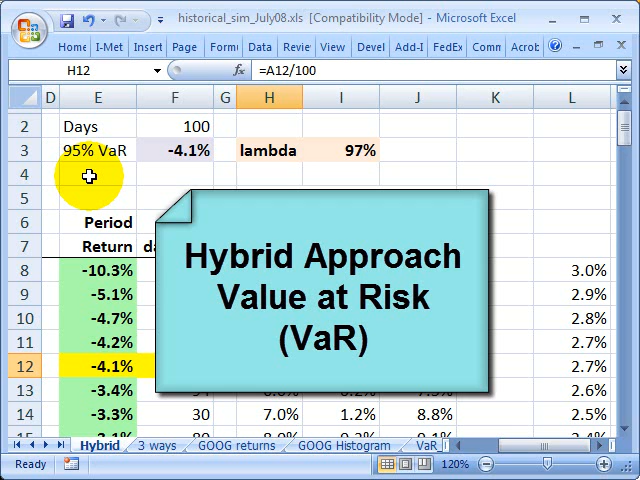 historical_sim_July08.xls [Compatibility Mode] - Microsoft Excel
Home I-Met Insert Page Form Data Revie Devel Add-I FedEx Comm Acrob
H12 fx =A12/100
D E F G H I J K L
2 Days 100
3 95% VaR -4.1% lambda 97%
4
5
6 Period
7 Return
8 -10.3% 3.0%
9 -5.1% 2.9%
10 -4.7% 2.8%
11 -4.2% 2.7%
12 -4.1% 2.7%
13 -3.4% 2.6%
14 -3.3% 30 7.0% 1.2% 8.8% 2.5%
Hybrid Approach
Value at Risk
(VaR)
Hybrid 3 ways GOOG returns GOOG Histogram VaR
Ready 120%